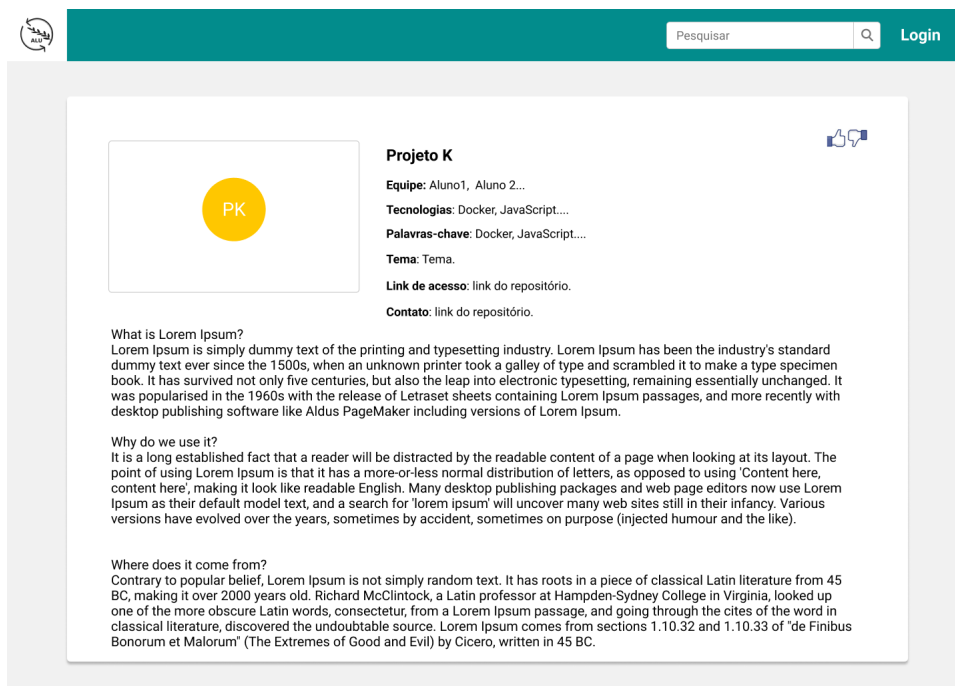 ALU
Pesquisar
Login
PK
Projeto K
Equipe: Aluno1, Aluno 2...
Tecnologias: Docker, JavaScript....
Palavras-chave: Docker, JavaScript....
Tema: Tema.
Link de acesso: link do repositório.
Contato: link do repositório.
What is Lorem Ipsum?
Lorem Ipsum is simply dummy text of the printing and typesetting industry. Lorem Ipsum has been the industry's standard
dummy text ever since the 1500s, when an unknown printer took a galley of type and scrambled it to make a type specimen
book. It has survived not only five centuries, but also the leap into electronic typesetting, remaining essentially unchanged. It
was popularised in the 1960s with the release of Letraset sheets containing Lorem Ipsum passages, and more recently with
desktop publishing software like Aldus PageMaker including versions of Lorem Ipsum.
Why do we use it?
It is a long established fact that a reader will be distracted by the readable content of a page when looking at its layout. The
point of using Lorem Ipsum is that it has a more-or-less normal distribution of letters, as opposed to using 'Content here,
content here', making it look like readable English. Many desktop publishing packages and web page editors now use Lorem
Ipsum as their default model text, and a search for 'lorem ipsum' will uncover many web sites still in their infancy. Various
versions have evolved over the years, sometimes by accident, sometimes on purpose (injected humour and the like).
Where does it come from?
Contrary to popular belief, Lorem Ipsum is not simply random text. It has roots in a piece of classical Latin literature from 45
BC, making it over 2000 years old. Richard McClintock, a Latin professor at Hampden-Sydney College in Virginia, looked up
one of the more obscure Latin words, consectetur, from a Lorem Ipsum passage, and going through the cites of the word in
classical literature, discovered the undoubtable source. Lorem Ipsum comes from sections 1.10.32 and 1.10.33 of "de Finibus
Bonorum et Malorum" (The Extremes of Good and Evil) by Cicero, written in 45 BC.